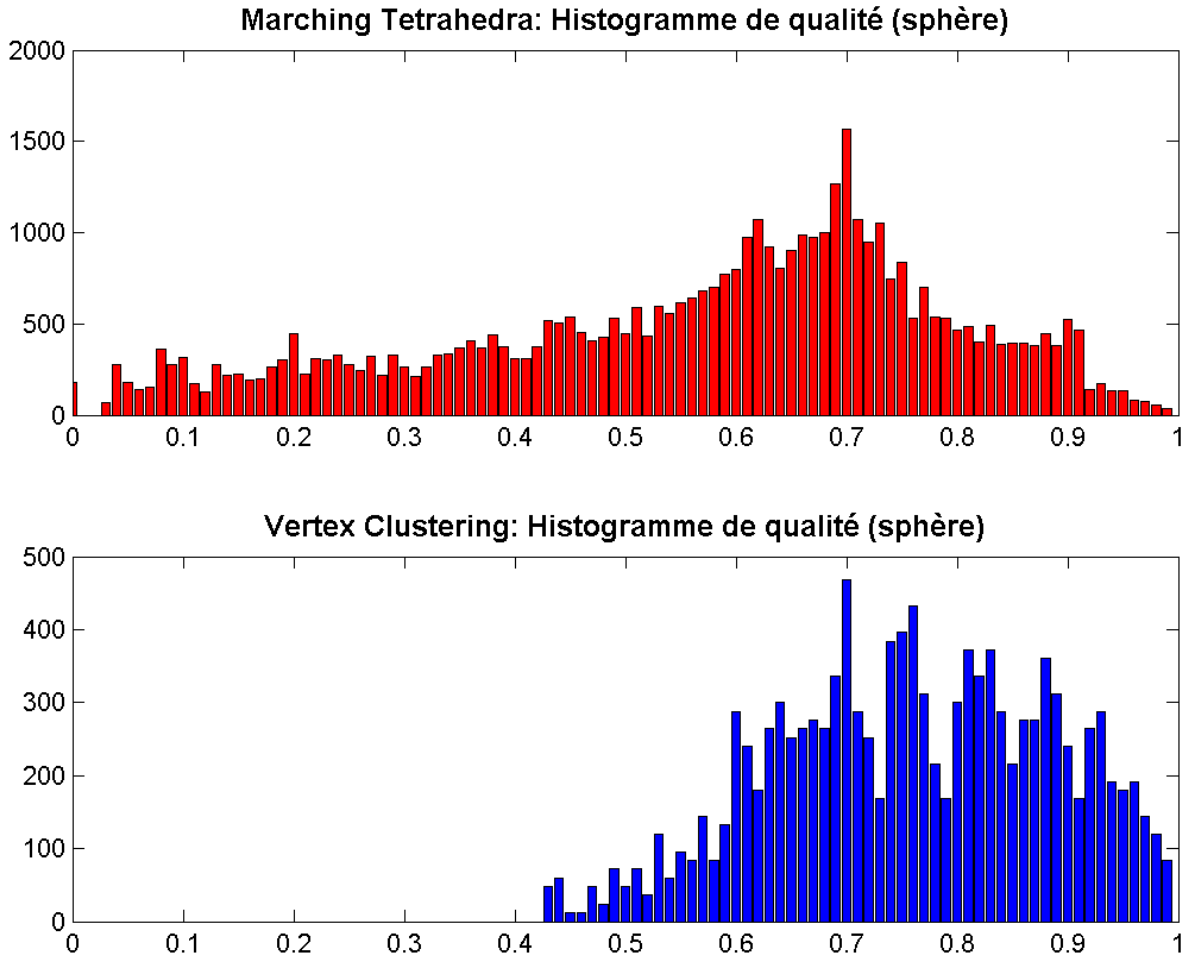 Marching Tetrahedra: Histogramme de qualité (sphère)
2000
1500
1000
500
0
0 0.1 0.2 0.3 0.4 0.5 0.6 0.7 0.8 0.9 1
Vertex Clustering: Histogramme de qualité (sphère)
500
400
300
200
100
0
0 0.1 0.2 0.3 0.4 0.5 0.6 0.7 0.8 0.9 1